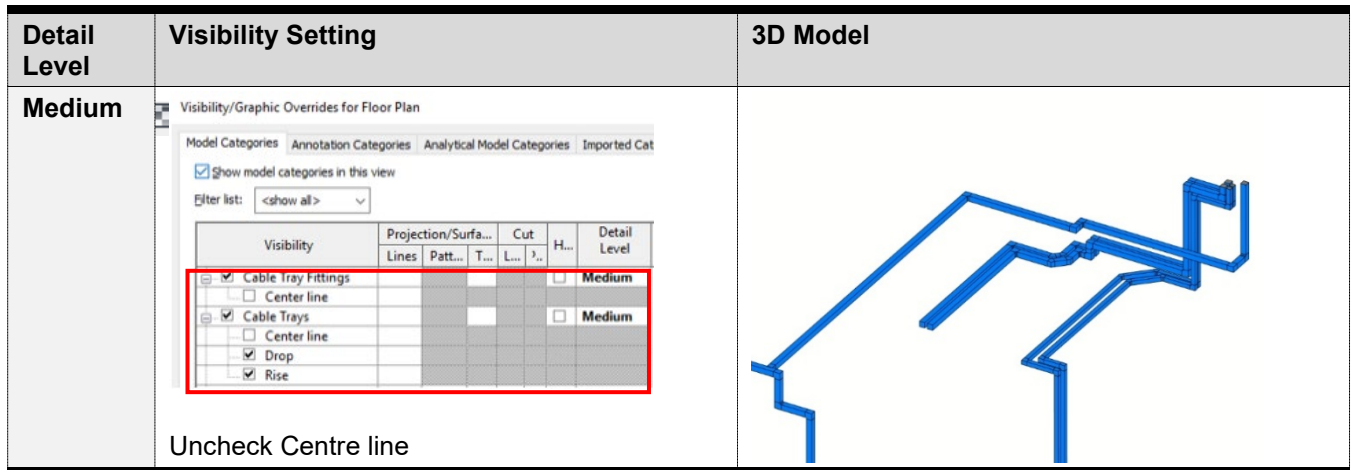 Detail Level
Visibility Setting
3D Model
Medium
Visibility/Graphic Overrides for Floor Plan
Model Categories Annotation Categories Analytical Model Categories Imported Cat
Show model categories in this view
Filter list: <show all>
Visibility
Projection/Surfa... Cut H... Detail Level
Lines Patt... T... L...
Cable Tray Fittings Medium
Center line
Cable Trays Medium
Center line
Drop
Rise
Uncheck Centre line